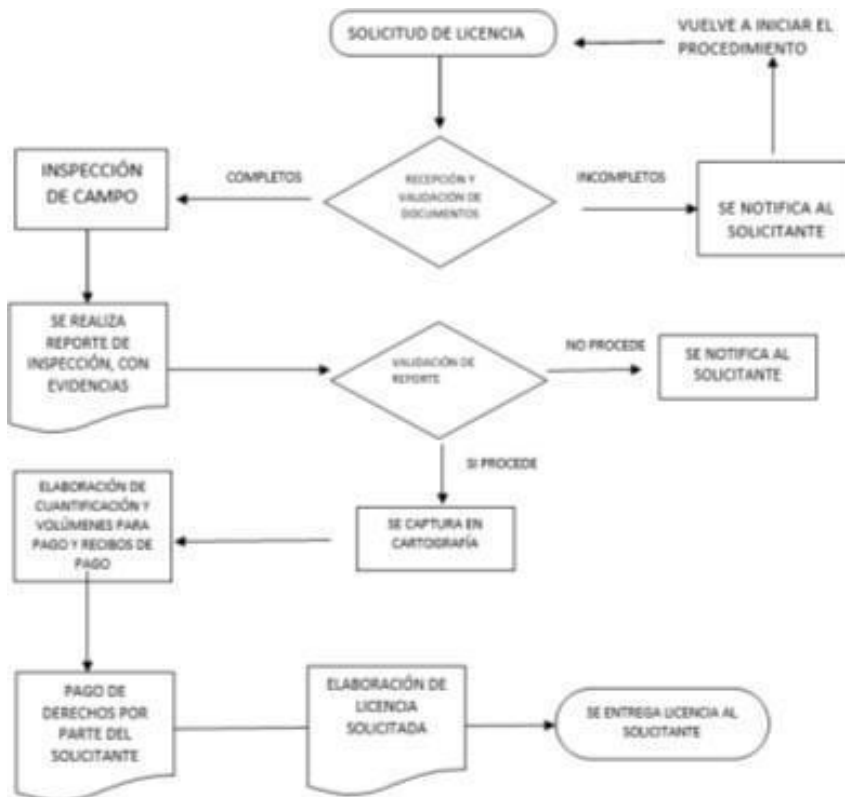 SOLICITUD DE LICENCIA
VUELVE A INICIAR EL
PROCEDIMIENTO
INSPECCIÓN
DE CAMPO
COMPLETOS
RECEPCIÓN Y
VALIDACIÓN DE
DOCUMENTOS
INCOMPLETOS
SE NOTIFICA AL
SOLICITANTE
SE REALIZA
REPORTE DE
INSPECCIÓN, CON
EVIDENCIAS
VALIDACIÓN DE
REPORTE
NO PROCEDE
SE NOTIFICA AL
SOLICITANTE
SI PROCEDE
ELABORACIÓN DE
CUANTIFICACIÓN Y
VOLÚMENES PARA
PAGO Y RECIBOS DE
PAGO
SE CAPTURA EN
CARTOGRAFÍA
PAGO DE
DERECHOS POR
PARTE DEL
SOLICITANTE
ELABORACIÓN DE
LICENCIA
SOLICITADA
SE ENTREGA LICENCIA AL
SOLICITANTE